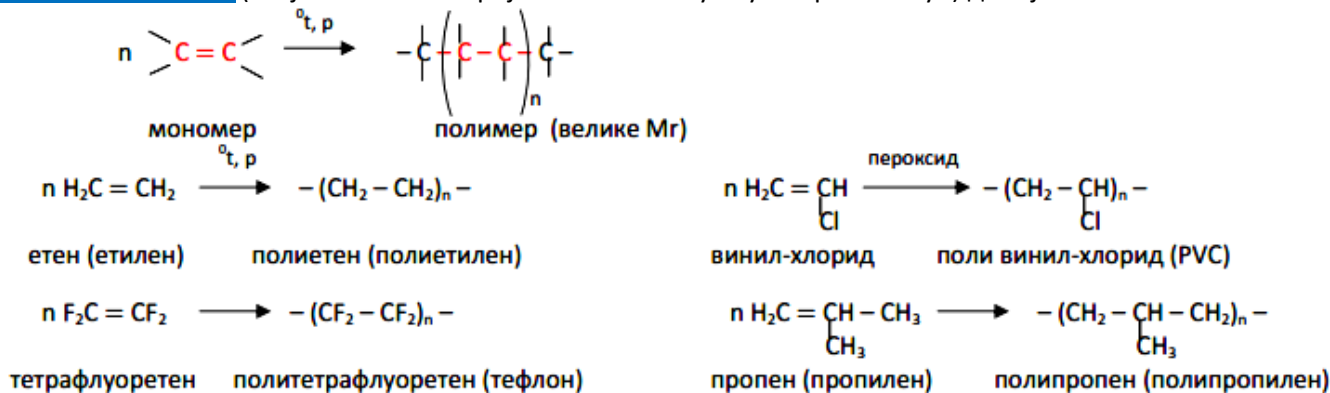 n C = C ⁰t, p → – C ( C – C )n C –
мономер полимер (велике Mr)
n H₂C = CH₂ ⁰t, p → – (CH₂ – CH₂)n –
етен (етилен) полиетен (полиетилен)
n H₂C = CH пероксид → – (CH₂ – CH)n –
Cl Cl
винил-хлорид поли винил-хлорид (PVC)
n F₂C = CF₂ → – (CF₂ – CF₂)n –
тетрафлуоретен политетрафлуоретен (тефлон)
n H₂C = CH – CH₃ → – (CH₂ – CH – CH₂)n –
CH₃ CH₃
пропен (пропилен) полипропен (полипропилен)